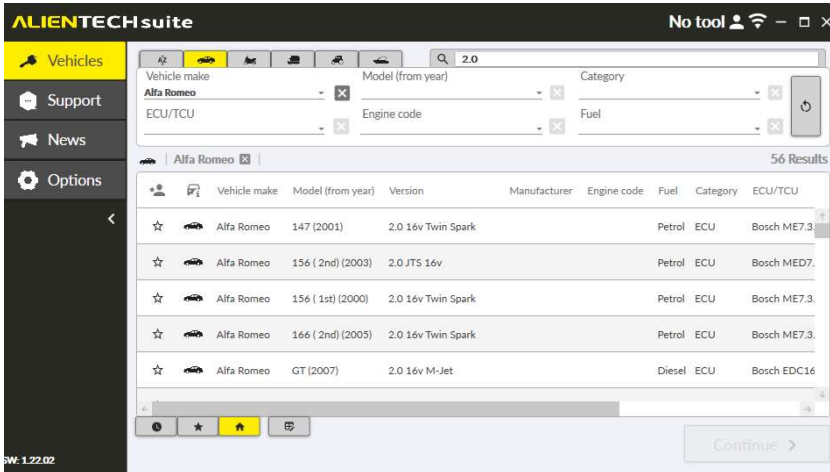 ALIENTECH suite
No tool
Vehicles
Support
News
Options
2.0
Vehicle make
Model (from year)
Category
Alfa Romeo
ECU/TCU
Engine code
Fuel
Alfa Romeo
56 Results
Vehicle make Model (from year) Version Manufacturer Engine code Fuel Category ECU/TCU
Alfa Romeo 147 (2001) 2.0 16v Twin Spark Petrol ECU Bosch ME7.3.
Alfa Romeo 156 ( 2nd) (2003) 2.0 JTS 16v Petrol ECU Bosch MED7.
Alfa Romeo 156 ( 1st) (2000) 2.0 16v Twin Spark Petrol ECU Bosch ME7.3.
Alfa Romeo 166 ( 2nd) (2005) 2.0 16v Twin Spark Petrol ECU Bosch ME7.3.
Alfa Romeo GT (2007) 2.0 16v M-Jet Diesel ECU Bosch EDC16
Continue
SW: 1.22.02